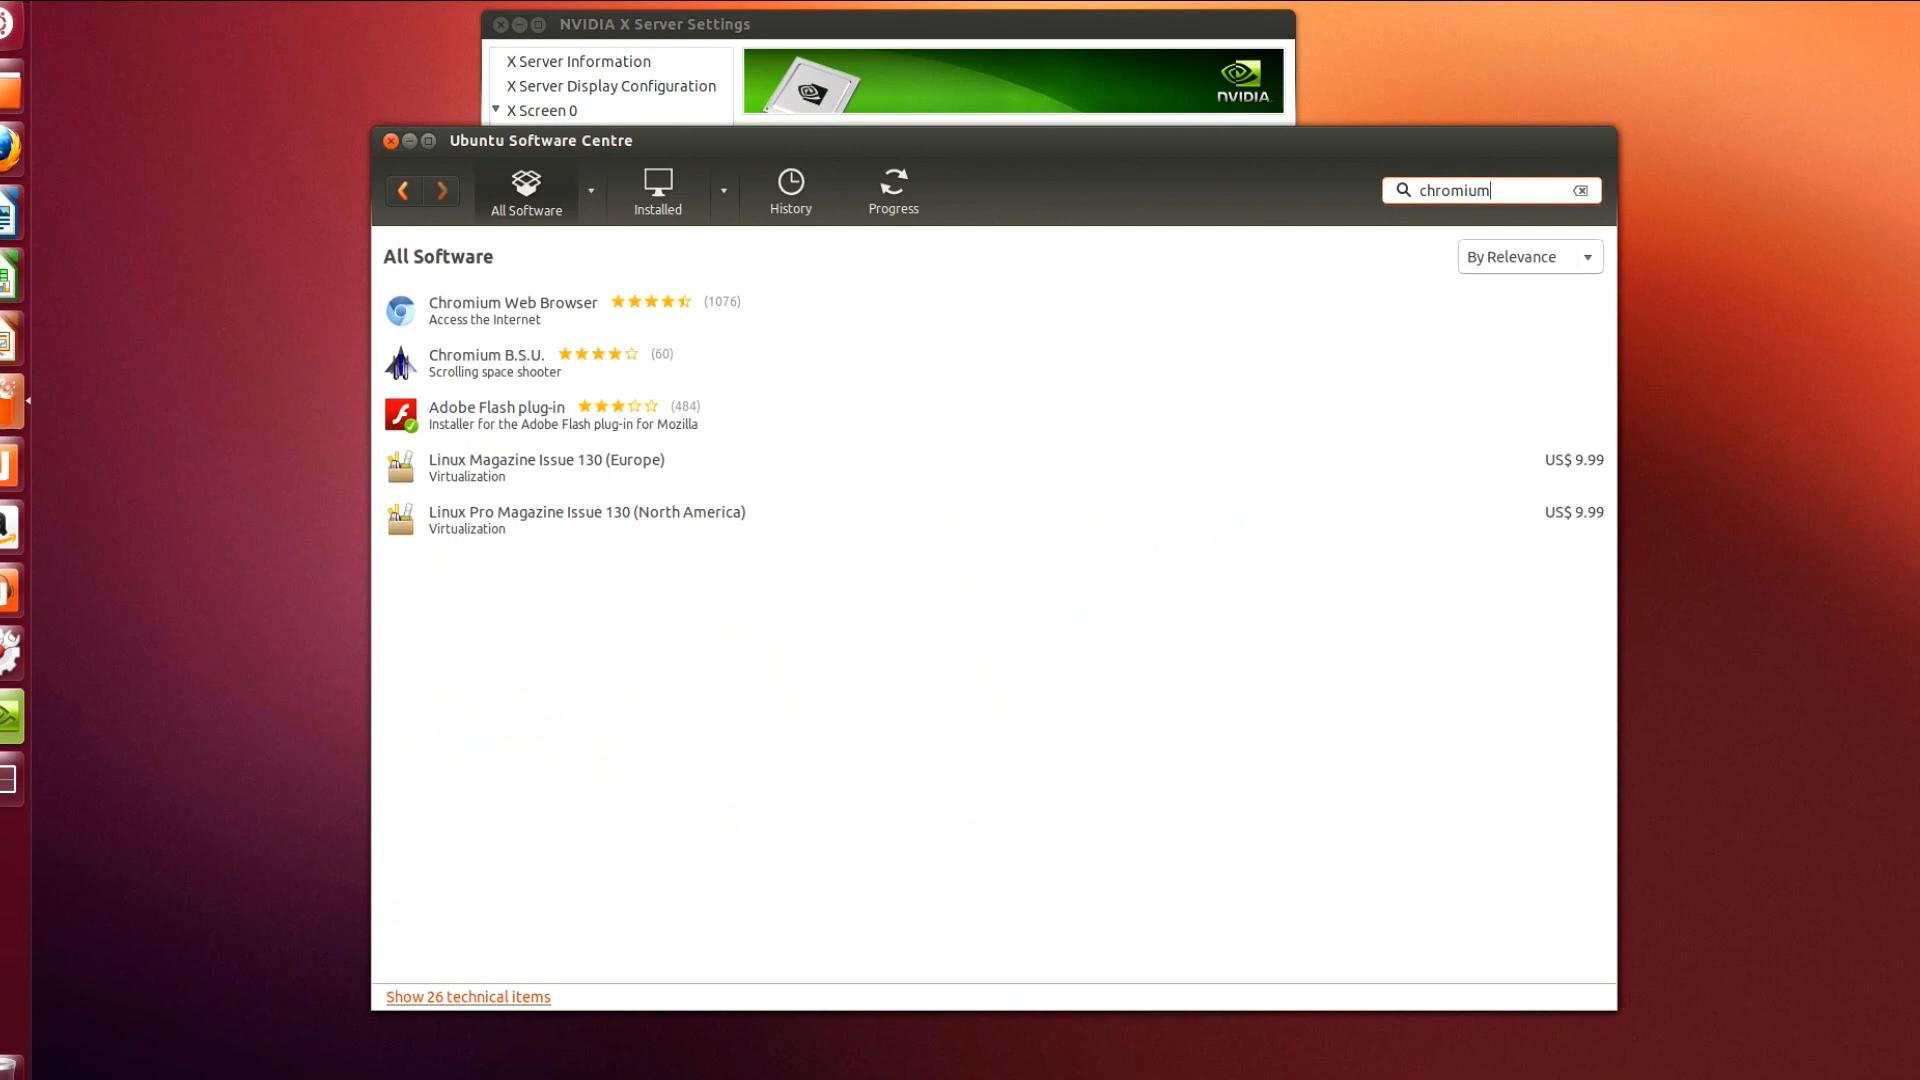 NVIDIA X Server Settings
X Server Information
X Server Display Configuration
X Screen 0
NVIDIA
Ubuntu Software Centre
All Software
Installed
History
Progress
chromium
All Software
By Relevance
Chromium Web Browser (1076)
Access the Internet
Chromium B.S.U. (60)
Scrolling space shooter
Adobe Flash plug-in (484)
Installer for the Adobe Flash plug-in for Mozilla
Linux Magazine Issue 130 (Europe) US$ 9.99
Virtualization
Linux Pro Magazine Issue 130 (North America) US$ 9.99
Virtualization
Show 26 technical items